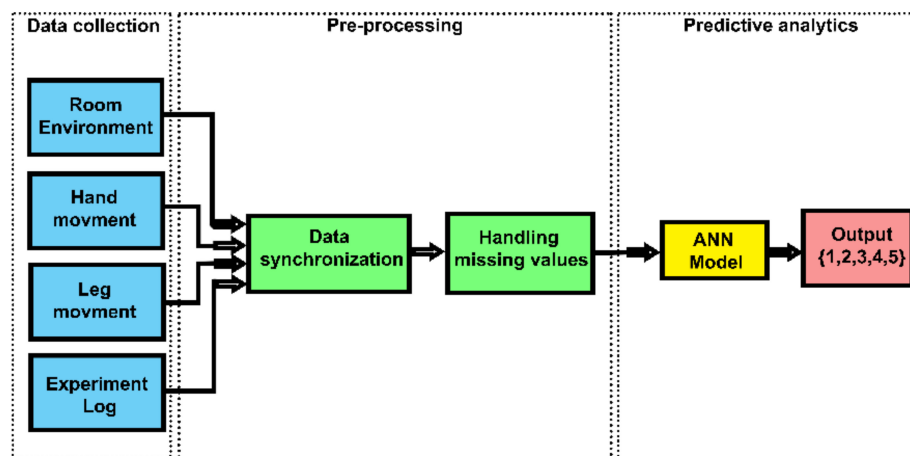 Data collection
Pre-processing
Predictive analytics
Room
Environment
Hand
movment
Leg
movment
Experiment
Log
Data
synchronization
Handling
missing values
ANN
Model
Output
{1,2,3,4,5}